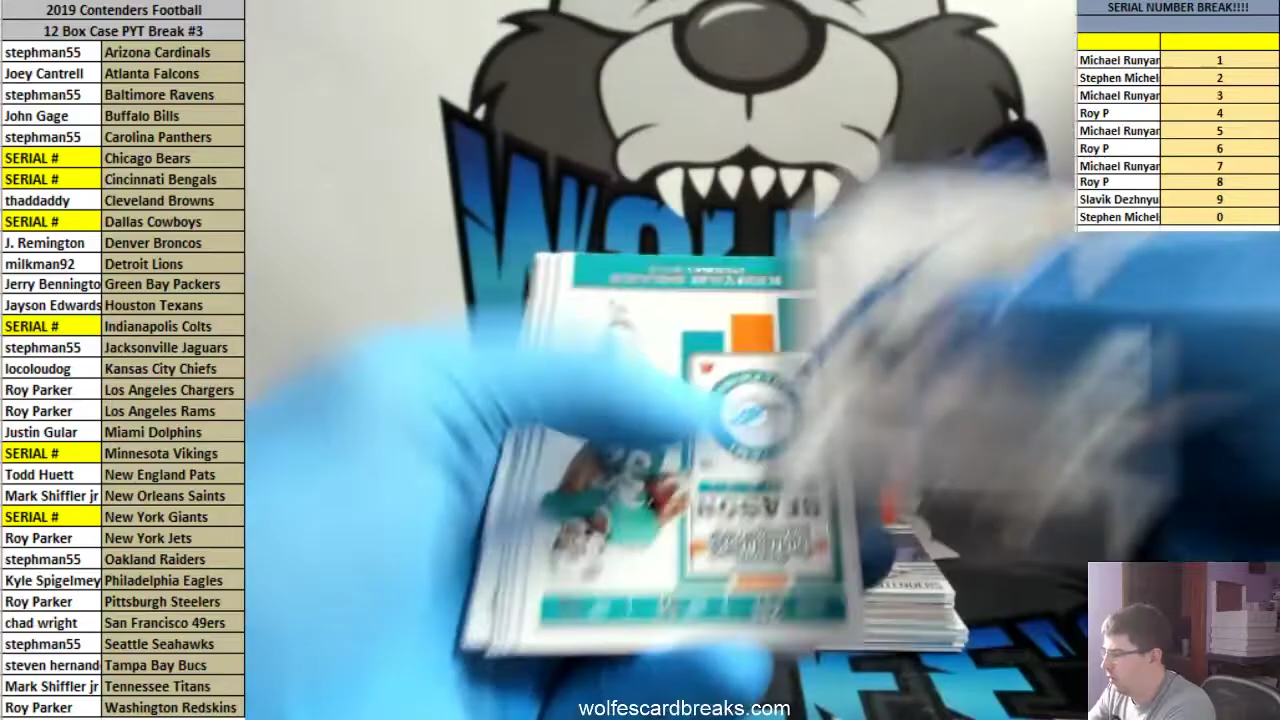 2019 Contenders Football
12 Box Case PYT Break #3
stephman55 Arizona Cardinals
Joey Cantrell Atlanta Falcons
stephman55 Baltimore Ravens
John Gage Buffalo Bills
stephman55 Carolina Panthers
SERIAL # Chicago Bears
SERIAL # Cincinnati Bengals
thaddaddy Cleveland Browns
SERIAL # Dallas Cowboys
J. Remington Denver Broncos
milkman92 Detroit Lions
Jerry Benningto Green Bay Packers
Jayson Edwards Houston Texans
SERIAL # Indianapolis Colts
stephman55 Jacksonville Jaguars
locoloudog Kansas City Chiefs
Roy Parker Los Angeles Chargers
Roy Parker Los Angeles Rams
Justin Gular Miami Dolphins
SERIAL # Minnesota Vikings
Todd Huett New England Pats
Mark Shiffler jr New Orleans Saints
SERIAL # New York Giants
Roy Parker New York Jets
stephman55 Oakland Raiders
Kyle Spigelmey Philadelphia Eagles
Roy Parker Pittsburgh Steelers
chad wright San Francisco 49ers
stephman55 Seattle Seahawks
steven hernand Tampa Bay Bucs
Mark Shiffler jr Tennessee Titans
Roy Parker Washington Redskins
SERIAL NUMBER BREAK!!!!
Michael Runyar 1
Stephen Michel 2
Michael Runyar 3
Roy P 4
Michael Runyar 5
Roy P 6
Michael Runyar 7
Roy P 8
Slavik Dezhnyu 9
Stephen Michel 0
SEASON
wolfescardbreaks.com